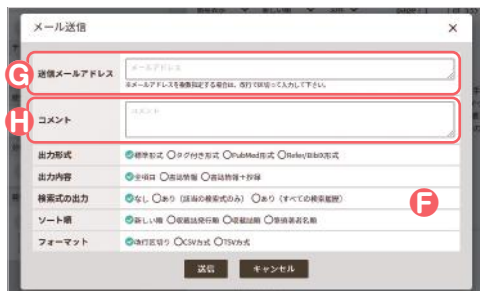 メール送信
×
G
送信メールアドレス
メールアドレス
※メールアドレスを複数指定する場合は、改行で区切って入力して下さい。
H
コメント
コメント
出力形式 標準形式 タグ付き形式 PubMed形式 Refer/BibIX形式
出力内容 全項目 書誌情報 書誌情報+抄録
検索式の出力 なし あり（該当の検索式のみ） あり（すべての検索履歴）
F
ソート順 新しい順 収載誌発行順 収載誌順 筆頭著者名順
フォーマット 改行区切り CSV方式 TSV方式
送信 キャンセル